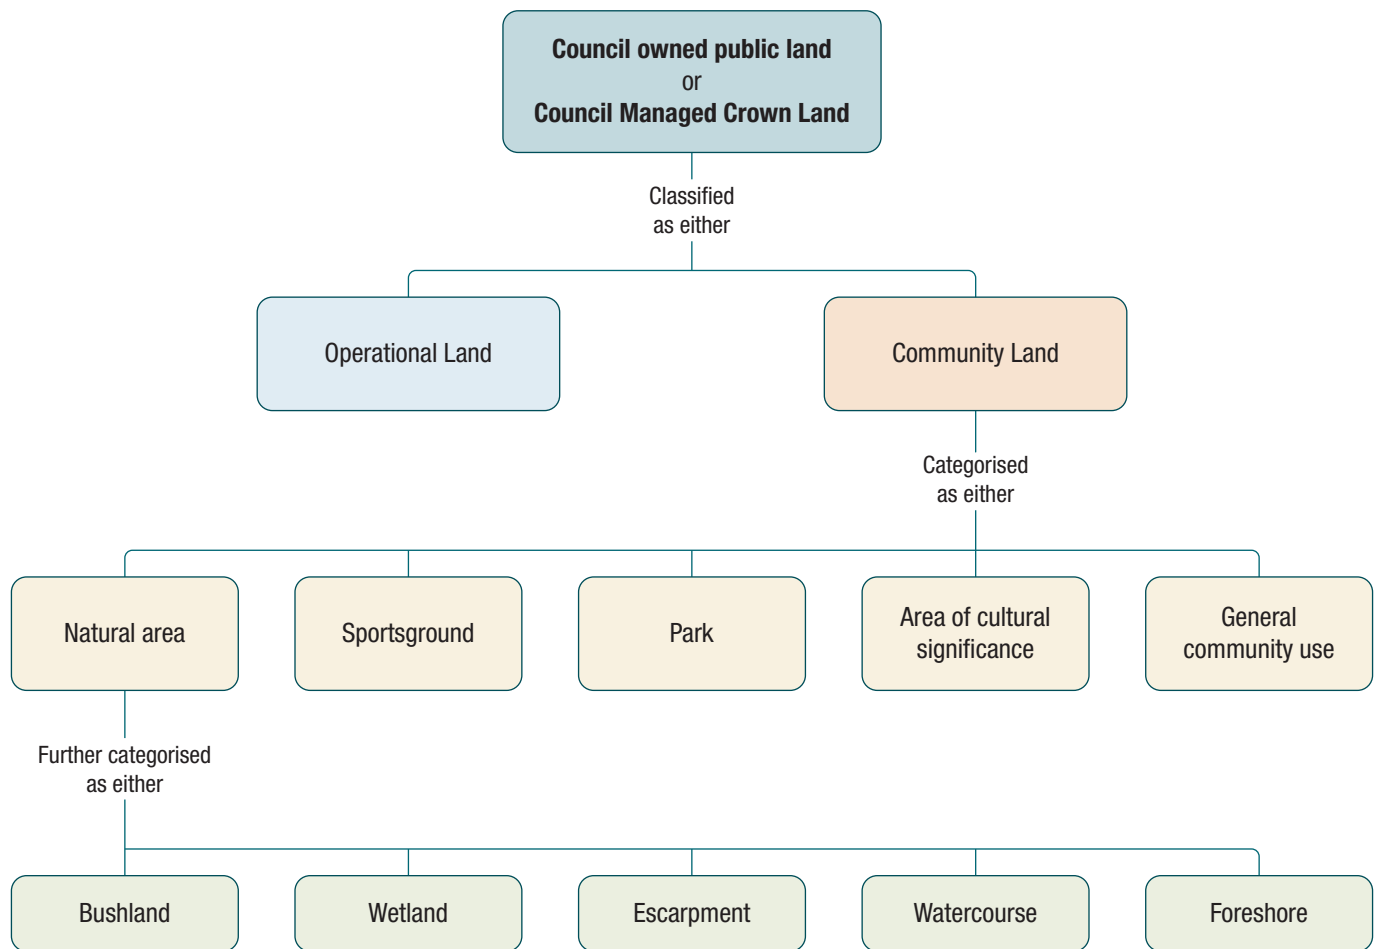 Council owned public land
or
Council Managed Crown Land
Classified
as either
Operational Land
Community Land
Categorised
as either
Natural area
Sportsground
Park
Area of cultural
significance
General
community use
Further categorised
as either
Bushland
Wetland
Escarpment
Watercourse
Foreshore